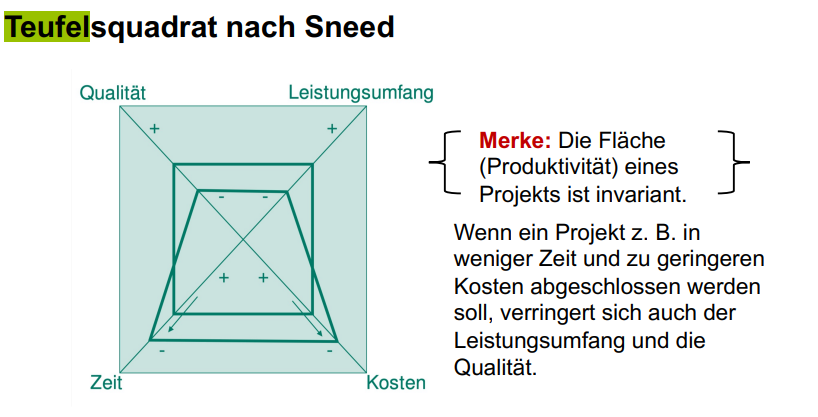 Teufelsquadrat nach Sneed
Qualität
Leistungsumfang
+
+
-
-
+
+
-
-
Zeit
Kosten
Merke: Die Fläche
(Produktivität) eines
Projekts ist invariant.
Wenn ein Projekt z. B. in
weniger Zeit und zu geringeren
Kosten abgeschlossen werden
soll, verringert sich auch der
Leistungsumfang und die
Qualität.